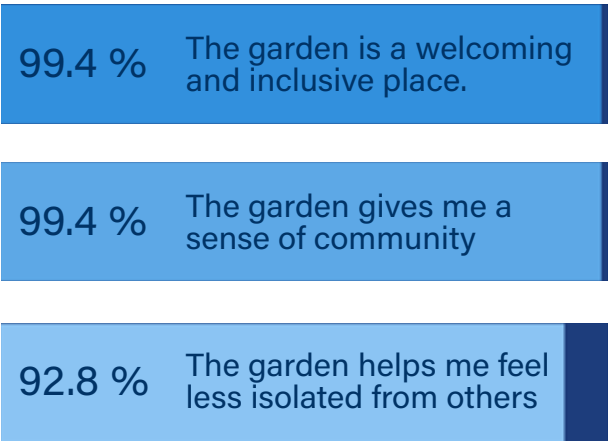 99.4 %
The garden is a welcoming
and inclusive place.
99.4 %
The garden gives me a
sense of community
92.8 %
The garden helps me feel
less isolated from others